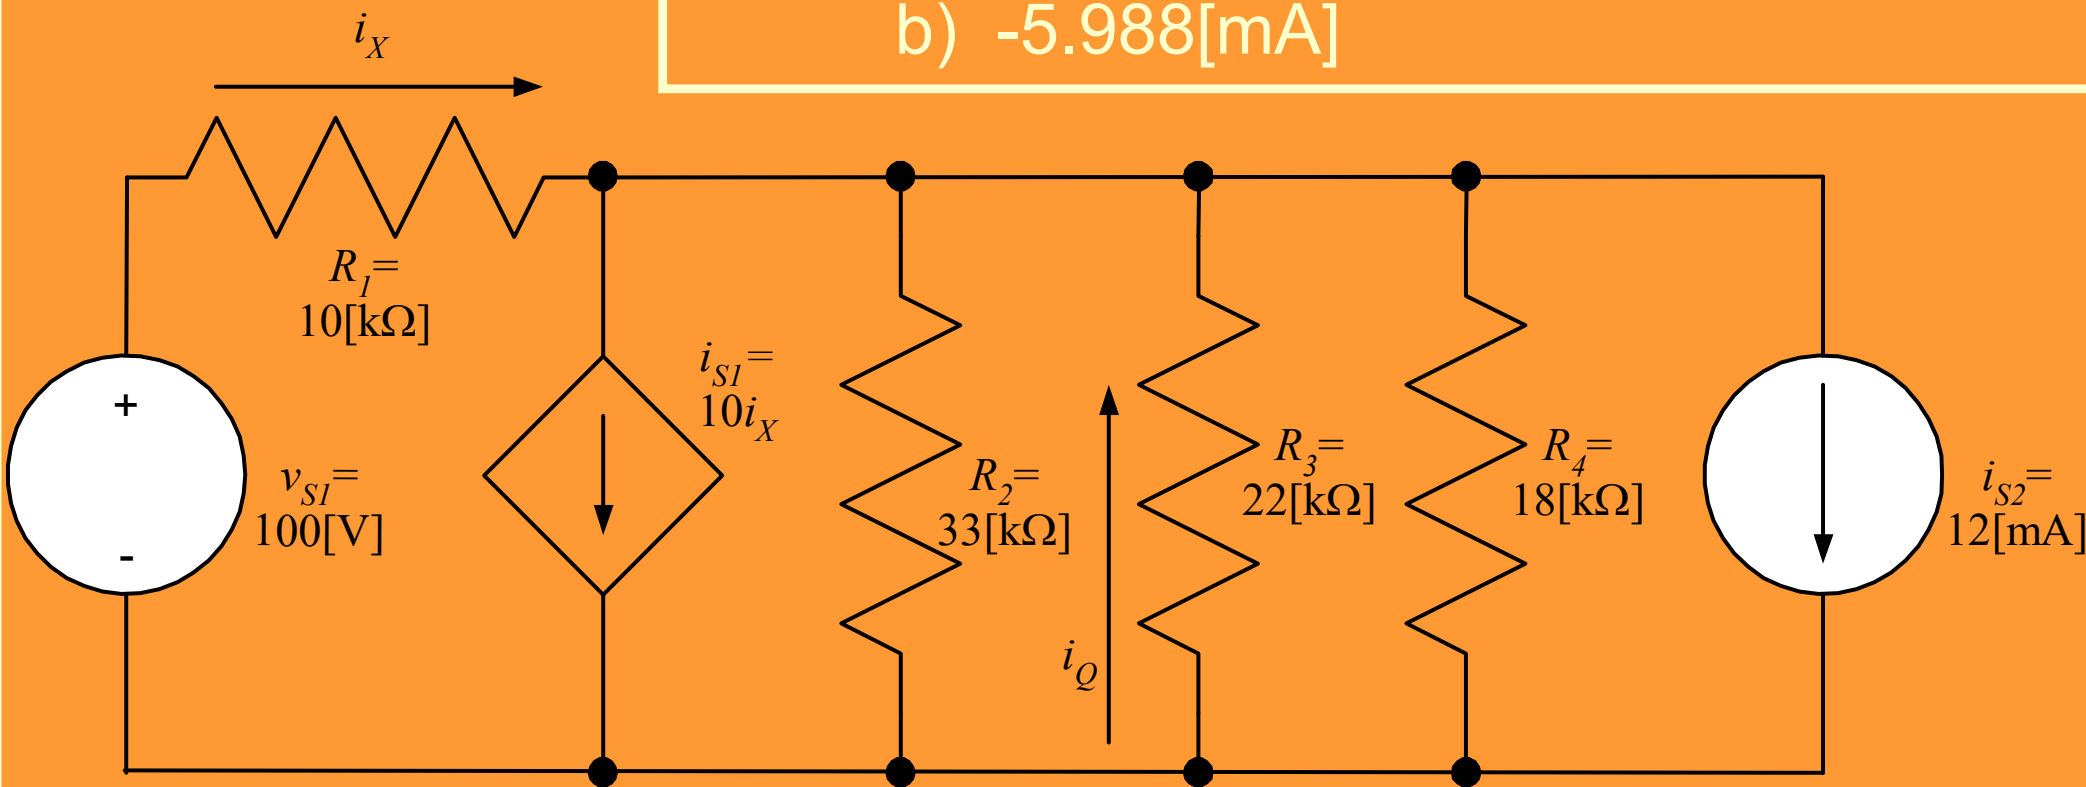 b) -5.988[mA]
i_X
R_1=
10[kΩ]
+
v_S1=
100[V]
-
i_S1=
10i_X
R_2=
33[kΩ]
i_Q
R_3=
22[kΩ]
R_4=
18[kΩ]
i_S2=
12[mA]